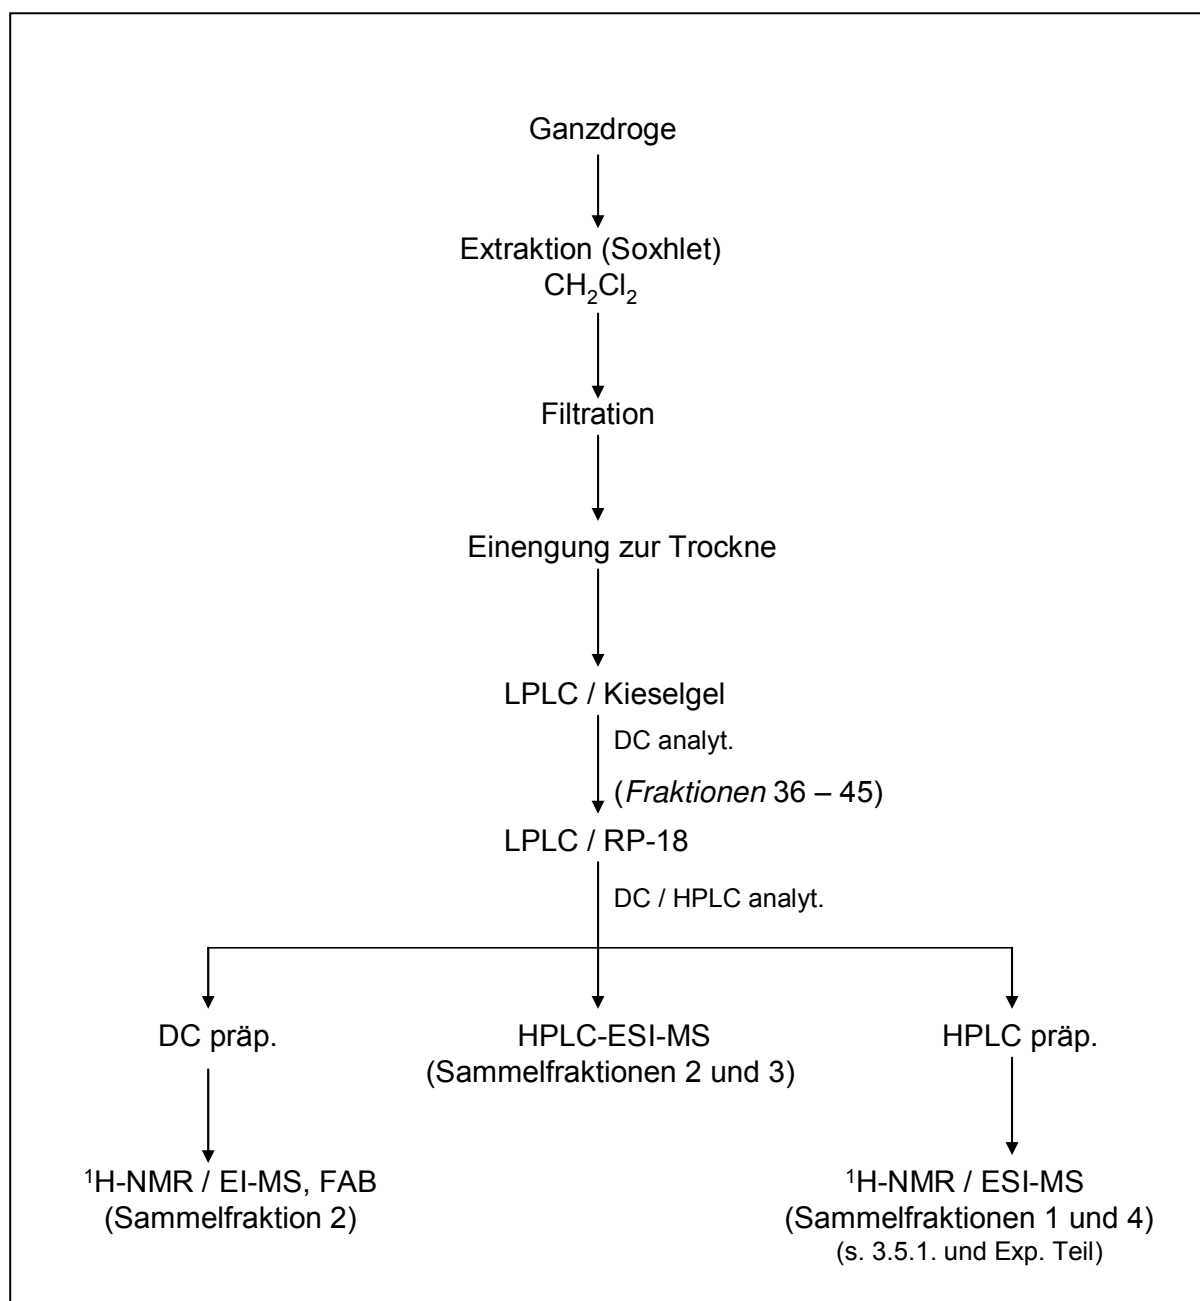 Ganzdroge
Extraktion (Soxhlet)
CH₂Cl₂
Filtration
Einengung zur Trockne
LPLC / Kieselgel
DC analyt.
(Fraktionen 36 – 45)
LPLC / RP-18
DC / HPLC analyt.
DC präp.
HPLC-ESI-MS
(Sammelfraktionen 2 und 3)
HPLC präp.
¹H-NMR / EI-MS, FAB
(Sammelfraktion 2)
¹H-NMR / ESI-MS
(Sammelfraktionen 1 und 4)
(s. 3.5.1. und Exp. Teil)